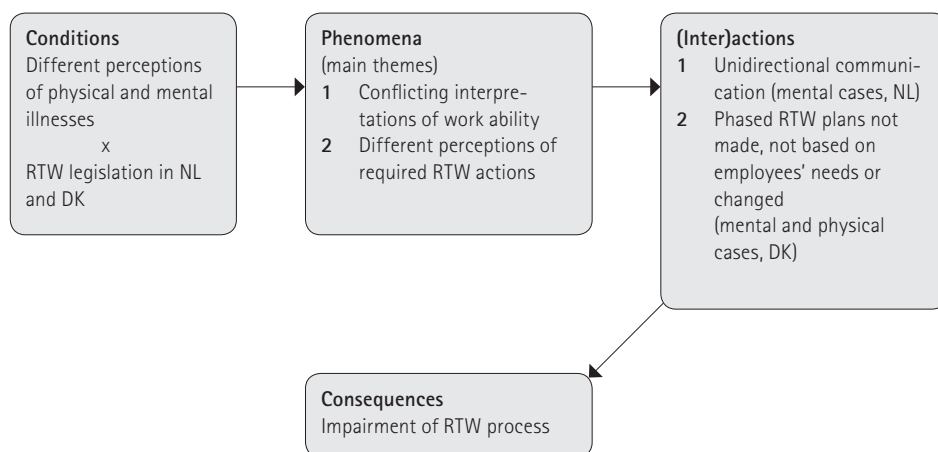 Conditions
Different perceptions
of physical and mental
illnesses
x
RTW legislation in NL
and DK
Phenomena
(main themes)
1 Conflicting interpre-
tations of work ability
2 Different perceptions of
required RTW actions
(Inter)actions
1 Unidirectional communi-
cation (mental cases, NL)
2 Phased RTW plans not
made, not based on
employees' needs or
changed
(mental and physical
cases, DK)
Consequences
Impairment of RTW process